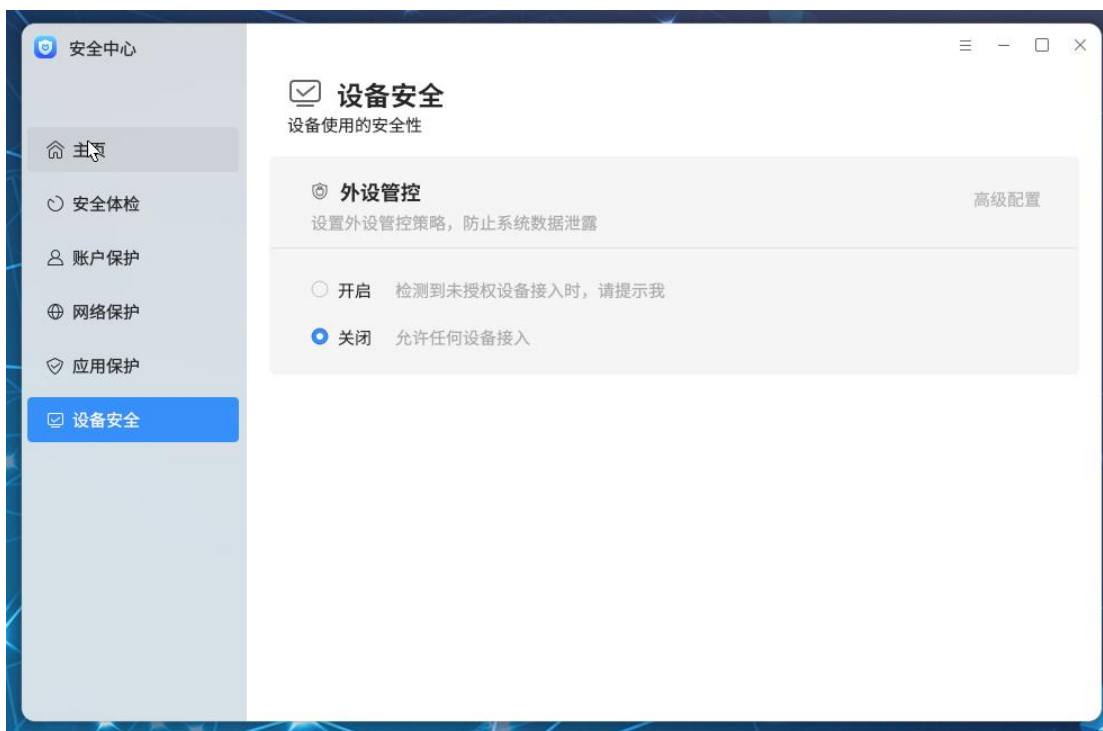 安全中心
设备安全
设备使用的安全性
主页
安全体检
账户保护
网络保护
应用保护
设备安全
外设管控
高级配置
设置外设管控策略，防止系统数据泄露
开启 检测到未授权设备接入时，请提示我
关闭 允许任何设备接入